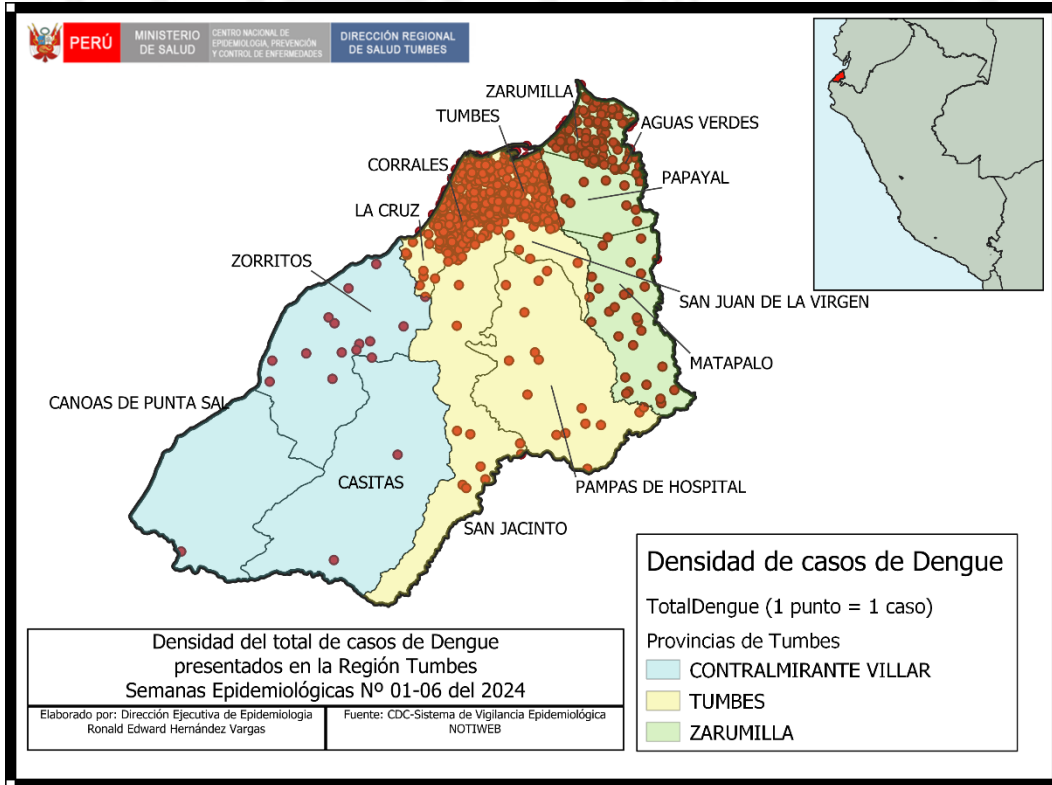 PERÚ
MINISTERIO
DE SALUD
CENTRO NACIONAL DE
EPIDEMIOLOGÍA, PREVENCIÓN
Y CONTROL DE ENFERMEDADES
DIRECCIÓN REGIONAL
DE SALUD TUMBES
ZARUMILLA
TUMBES
AGUAS VERDES
CORRALES
PAPAYAL
LA CRUZ
ZORRITOS
SAN JUAN DE LA VIRGEN
MATAPALO
CANOAS DE PUNTA SAL
CASITAS
PAMPAS DE HOSPITAL
SAN JACINTO
Densidad de casos de Dengue
TotalDengue (1 punto = 1 caso)
Provincias de Tumbes
CONTRALMIRANTE VILLAR
TUMBES
ZARUMILLA
Densidad del total de casos de Dengue
presentados en la Región Tumbes
Semanas Epidemiológicas Nº 01-06 del 2024
Elaborado por: Dirección Ejecutiva de Epidemiologia
Ronald Edward Hernández Vargas
Fuente: CDC-Sistema de Vigilancia Epidemiológica
NOTIWEB